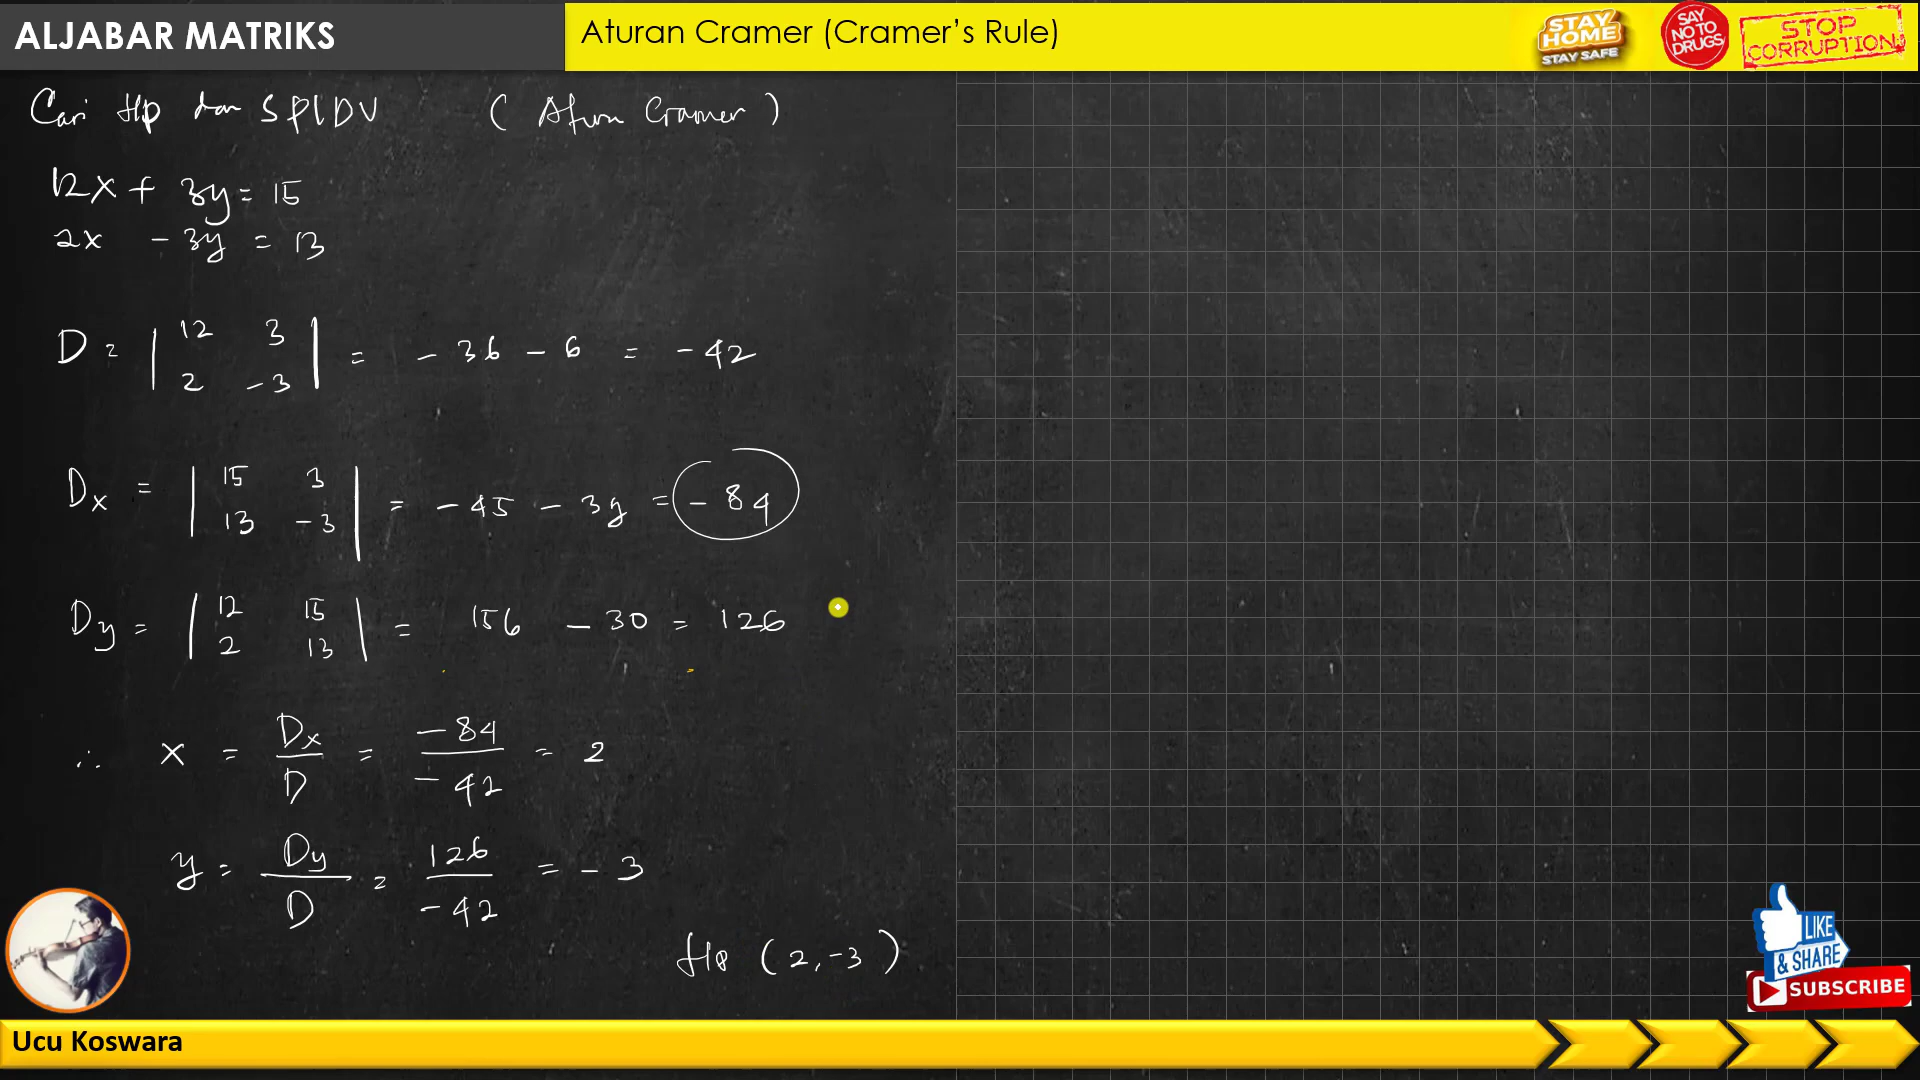 ALJABAR MATRIKS
Aturan Cramer (Cramer's Rule)
STAY HOME STAY SAFE
SAY NO TO DRUGS
STOP CORRUPTION
Cari Hp dari SPLDV ( Aturan Cramer )
12x + 3y = 15
2x - 3y = 13
D = | 12 3 | = - 36 - 6 = - 42
2 -3
Dx = | 15 3 | = - 45 - 39 = - 84
13 -3
Dy = | 12 15 | = 156 - 30 = 126
2 13
∴ x = Dx/D = -84/-42 = 2
y = Dy/D = 126/-42 = - 3
Hp (2, -3)
LIKE & SHARE
SUBSCRIBE
Ucu Koswara